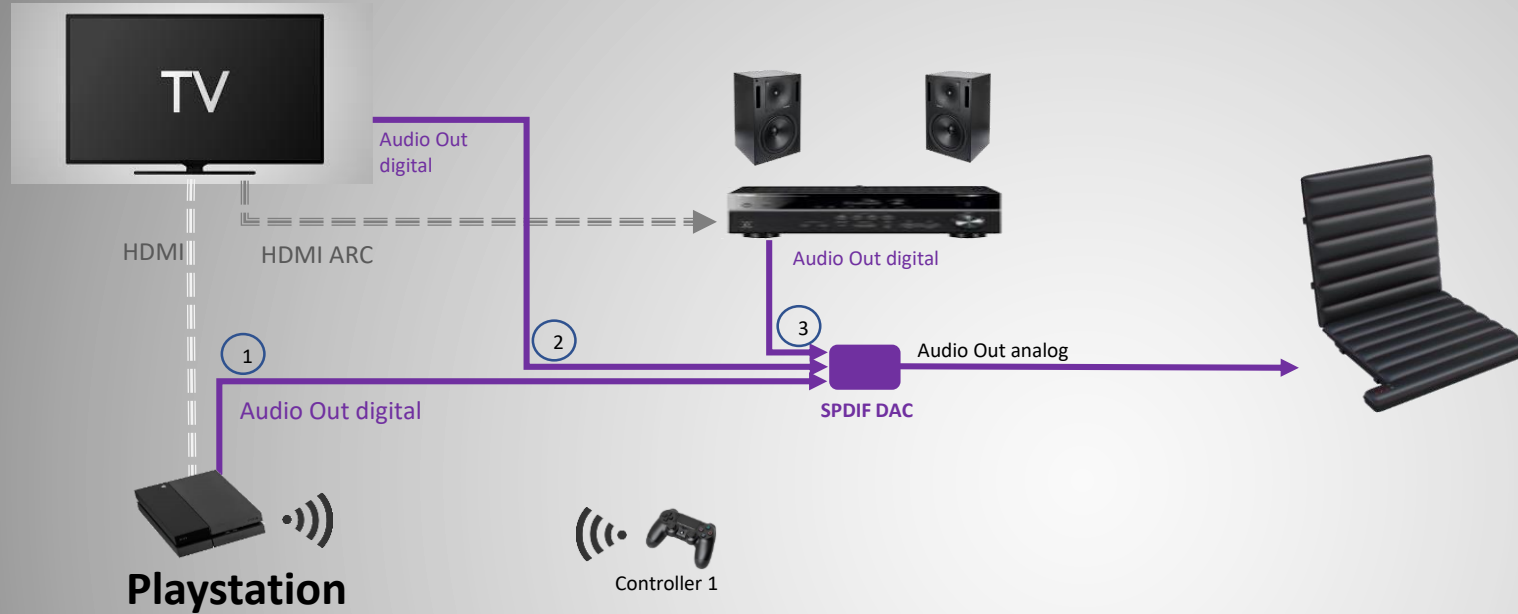 TV
Audio Out
digital
HDMI
HDMI ARC
Audio Out digital
1
2
3
Audio Out analog
Audio Out digital
SPDIF DAC
Playstation
Controller 1